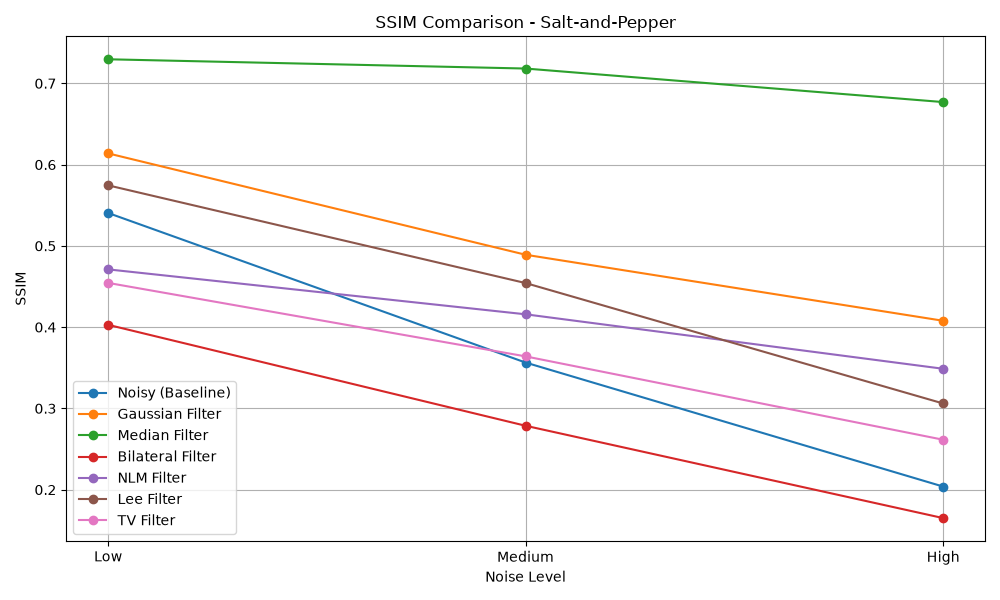 SSIM Comparison - Salt-and-Pepper
SSIM
0.7
0.6
0.5
0.4
0.3
0.2
Noisy (Baseline)
Gaussian Filter
Median Filter
Bilateral Filter
NLM Filter
Lee Filter
TV Filter
Low
Medium
High
Noise Level